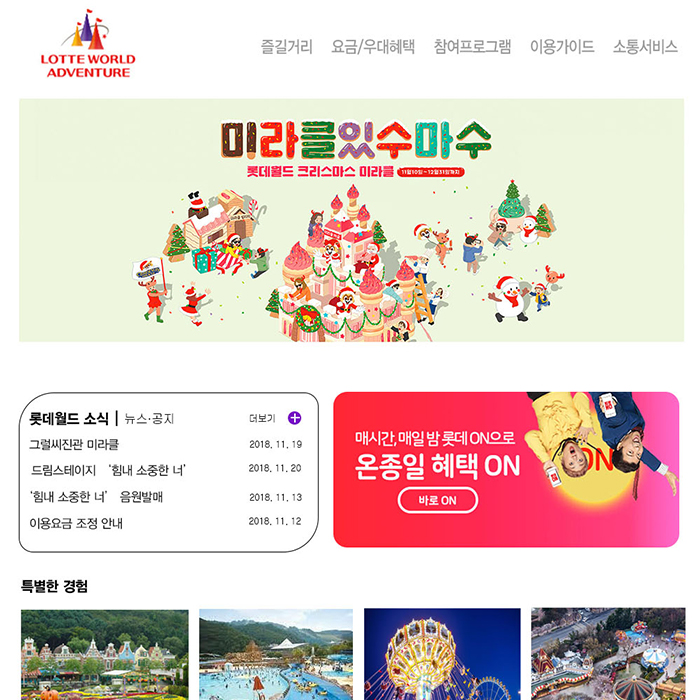 LOTTE WORLD
ADVENTURE
즐길거리 요금/우대혜택 참여프로그램 이용가이드 소통서비스
미라클있수마수
롯데월드 크리스마스 미라클 11월10일~12월31일까지
롯데월드 소식 | 뉴스·공지 더보기
그럴씨진관 미라클 2018. 11. 19
드림스테이지 ‘힘내 소중한 너’ 2018. 11. 20
‘힘내 소중한 너’ 음원발매 2018. 11. 13
이용요금 조정 안내 2018. 11. 12
매시간, 매일 밤 롯데 ON으로
온종일 혜택 ON
바로 ON
ON
특별한 경험